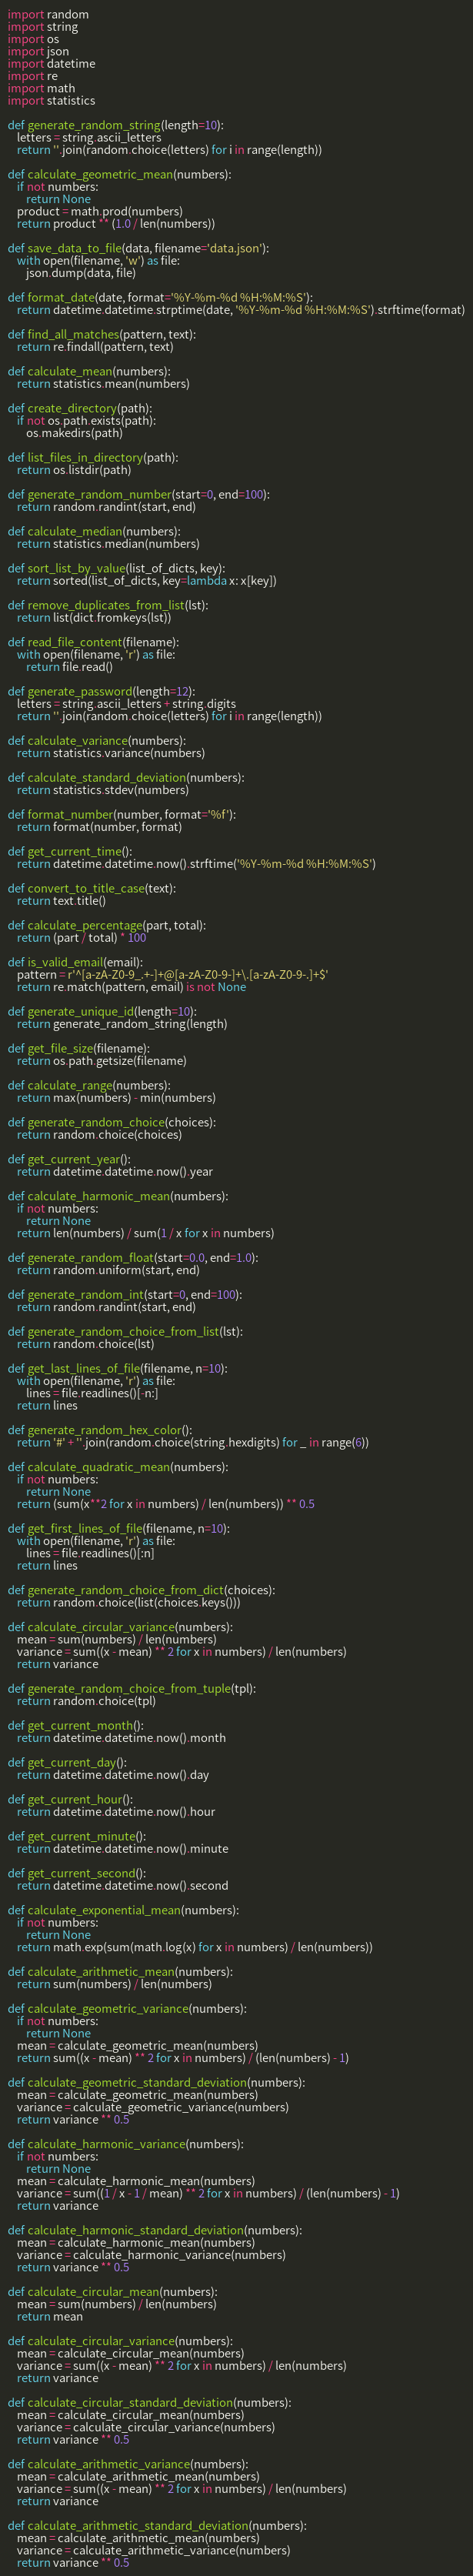 import random
import string
import os
import json
import datetime
import re
import math
import statistics

def generate_random_string(length=10):
    letters = string.ascii_letters
    return ''.join(random.choice(letters) for i in range(length))

def calculate_geometric_mean(numbers):
    if not numbers:
        return None
    product = math.prod(numbers)
    return product ** (1.0 / len(numbers))

def save_data_to_file(data, filename='data.json'):
    with open(filename, 'w') as file:
        json.dump(data, file)

def format_date(date, format='%Y-%m-%d %H:%M:%S'):
    return datetime.datetime.strptime(date, '%Y-%m-%d %H:%M:%S').strftime(format)

def find_all_matches(pattern, text):
    return re.findall(pattern, text)

def calculate_mean(numbers):
    return statistics.mean(numbers)

def create_directory(path):
    if not os.path.exists(path):
        os.makedirs(path)

def list_files_in_directory(path):
    return os.listdir(path)

def generate_random_number(start=0, end=100):
    return random.randint(start, end)

def calculate_median(numbers):
    return statistics.median(numbers)

def sort_list_by_value(list_of_dicts, key):
    return sorted(list_of_dicts, key=lambda x: x[key])

def remove_duplicates_from_list(lst):
    return list(dict.fromkeys(lst))

def read_file_content(filename):
    with open(filename, 'r') as file:
        return file.read()

def generate_password(length=12):
    letters = string.ascii_letters + string.digits
    return ''.join(random.choice(letters) for i in range(length))

def calculate_variance(numbers):
    return statistics.variance(numbers)

def calculate_standard_deviation(numbers):
    return statistics.stdev(numbers)

def format_number(number, format='%f'):
    return format(number, format)

def get_current_time():
    return datetime.datetime.now().strftime('%Y-%m-%d %H:%M:%S')

def convert_to_title_case(text):
    return text.title()

def calculate_percentage(part, total):
    return (part / total) * 100

def is_valid_email(email):
    pattern = r'^[a-zA-Z0-9_.+-]+@[a-zA-Z0-9-]+\.[a-zA-Z0-9-.]+$'
    return re.match(pattern, email) is not None

def generate_unique_id(length=10):
    return generate_random_string(length)

def get_file_size(filename):
    return os.path.getsize(filename)

def calculate_range(numbers):
    return max(numbers) - min(numbers)

def generate_random_choice(choices):
    return random.choice(choices)

def get_current_year():
    return datetime.datetime.now().year

def calculate_harmonic_mean(numbers):
    if not numbers:
        return None
    return len(numbers) / sum(1 / x for x in numbers)

def generate_random_float(start=0.0, end=1.0):
    return random.uniform(start, end)

def generate_random_int(start=0, end=100):
    return random.randint(start, end)

def generate_random_choice_from_list(lst):
    return random.choice(lst)

def get_last_lines_of_file(filename, n=10):
    with open(filename, 'r') as file:
        lines = file.readlines()[-n:]
    return lines

def generate_random_hex_color():
    return '#' + ''.join(random.choice(string.hexdigits) for _ in range(6))

def calculate_quadratic_mean(numbers):
    if not numbers:
        return None
    return (sum(x**2 for x in numbers) / len(numbers)) ** 0.5

def get_first_lines_of_file(filename, n=10):
    with open(filename, 'r') as file:
        lines = file.readlines()[:n]
    return lines

def generate_random_choice_from_dict(choices):
    return random.choice(list(choices.keys()))

def calculate_circular_variance(numbers):
    mean = sum(numbers) / len(numbers)
    variance = sum((x - mean) ** 2 for x in numbers) / len(numbers)
    return variance

def generate_random_choice_from_tuple(tpl):
    return random.choice(tpl)

def get_current_month():
    return datetime.datetime.now().month

def get_current_day():
    return datetime.datetime.now().day

def get_current_hour():
    return datetime.datetime.now().hour

def get_current_minute():
    return datetime.datetime.now().minute

def get_current_second():
    return datetime.datetime.now().second

def calculate_exponential_mean(numbers):
    if not numbers:
        return None
    return math.exp(sum(math.log(x) for x in numbers) / len(numbers))

def calculate_arithmetic_mean(numbers):
    return sum(numbers) / len(numbers)

def calculate_geometric_variance(numbers):
    if not numbers:
        return None
    mean = calculate_geometric_mean(numbers)
    return sum((x - mean) ** 2 for x in numbers) / (len(numbers) - 1)

def calculate_geometric_standard_deviation(numbers):
    mean = calculate_geometric_mean(numbers)
    variance = calculate_geometric_variance(numbers)
    return variance ** 0.5

def calculate_harmonic_variance(numbers):
    if not numbers:
        return None
    mean = calculate_harmonic_mean(numbers)
    variance = sum((1 / x - 1 / mean) ** 2 for x in numbers) / (len(numbers) - 1)
    return variance

def calculate_harmonic_standard_deviation(numbers):
    mean = calculate_harmonic_mean(numbers)
    variance = calculate_harmonic_variance(numbers)
    return variance ** 0.5

def calculate_circular_mean(numbers):
    mean = sum(numbers) / len(numbers)
    return mean

def calculate_circular_variance(numbers):
    mean = calculate_circular_mean(numbers)
    variance = sum((x - mean) ** 2 for x in numbers) / len(numbers)
    return variance

def calculate_circular_standard_deviation(numbers):
    mean = calculate_circular_mean(numbers)
    variance = calculate_circular_variance(numbers)
    return variance ** 0.5

def calculate_arithmetic_variance(numbers):
    mean = calculate_arithmetic_mean(numbers)
    variance = sum((x - mean) ** 2 for x in numbers) / len(numbers)
    return variance

def calculate_arithmetic_standard_deviation(numbers):
    mean = calculate_arithmetic_mean(numbers)
    variance = calculate_arithmetic_variance(numbers)
    return variance ** 0.5